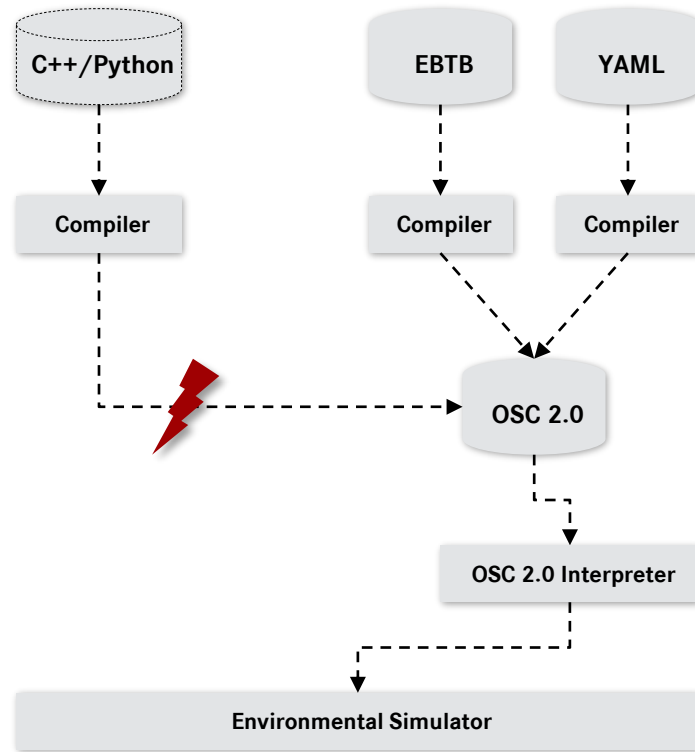 C++/Python
EBTB
YAML
Compiler
Compiler
Compiler
OSC 2.0
OSC 2.0 Interpreter
Environmental Simulator